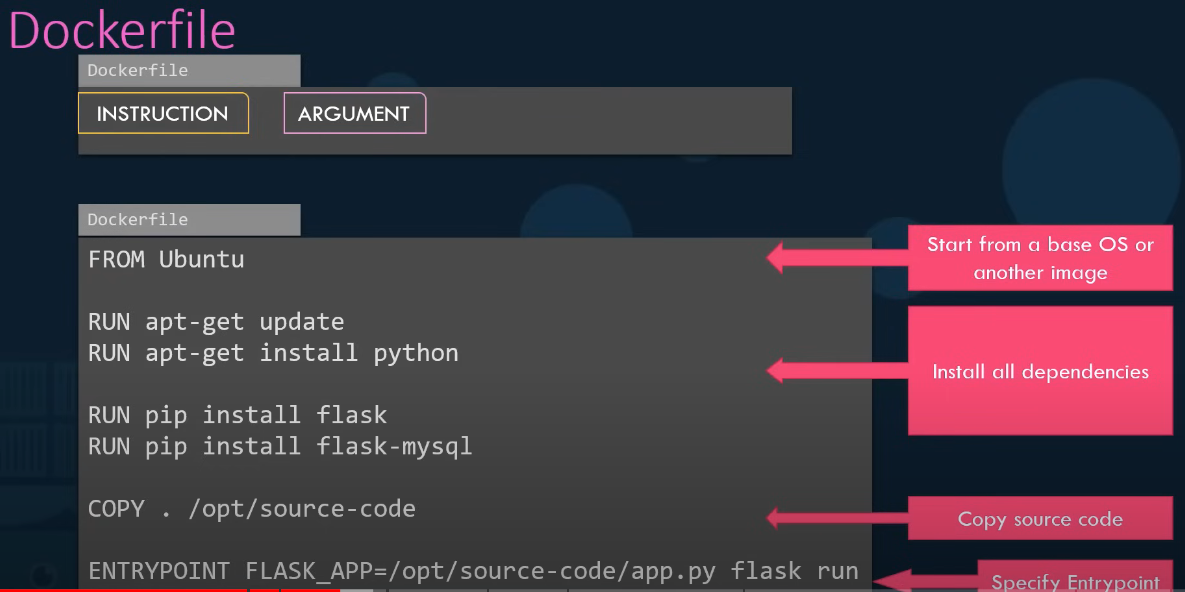 Dockerfile
Dockerfile
INSTRUCTION ARGUMENT
Dockerfile
FROM Ubuntu
Start from a base OS or
another image
RUN apt-get update
RUN apt-get install python
Install all dependencies
RUN pip install flask
RUN pip install flask-mysql
COPY . /opt/source-code
Copy source code
ENTRYPOINT FLASK_APP=/opt/source-code/app.py flask run
Specify Entrypoint